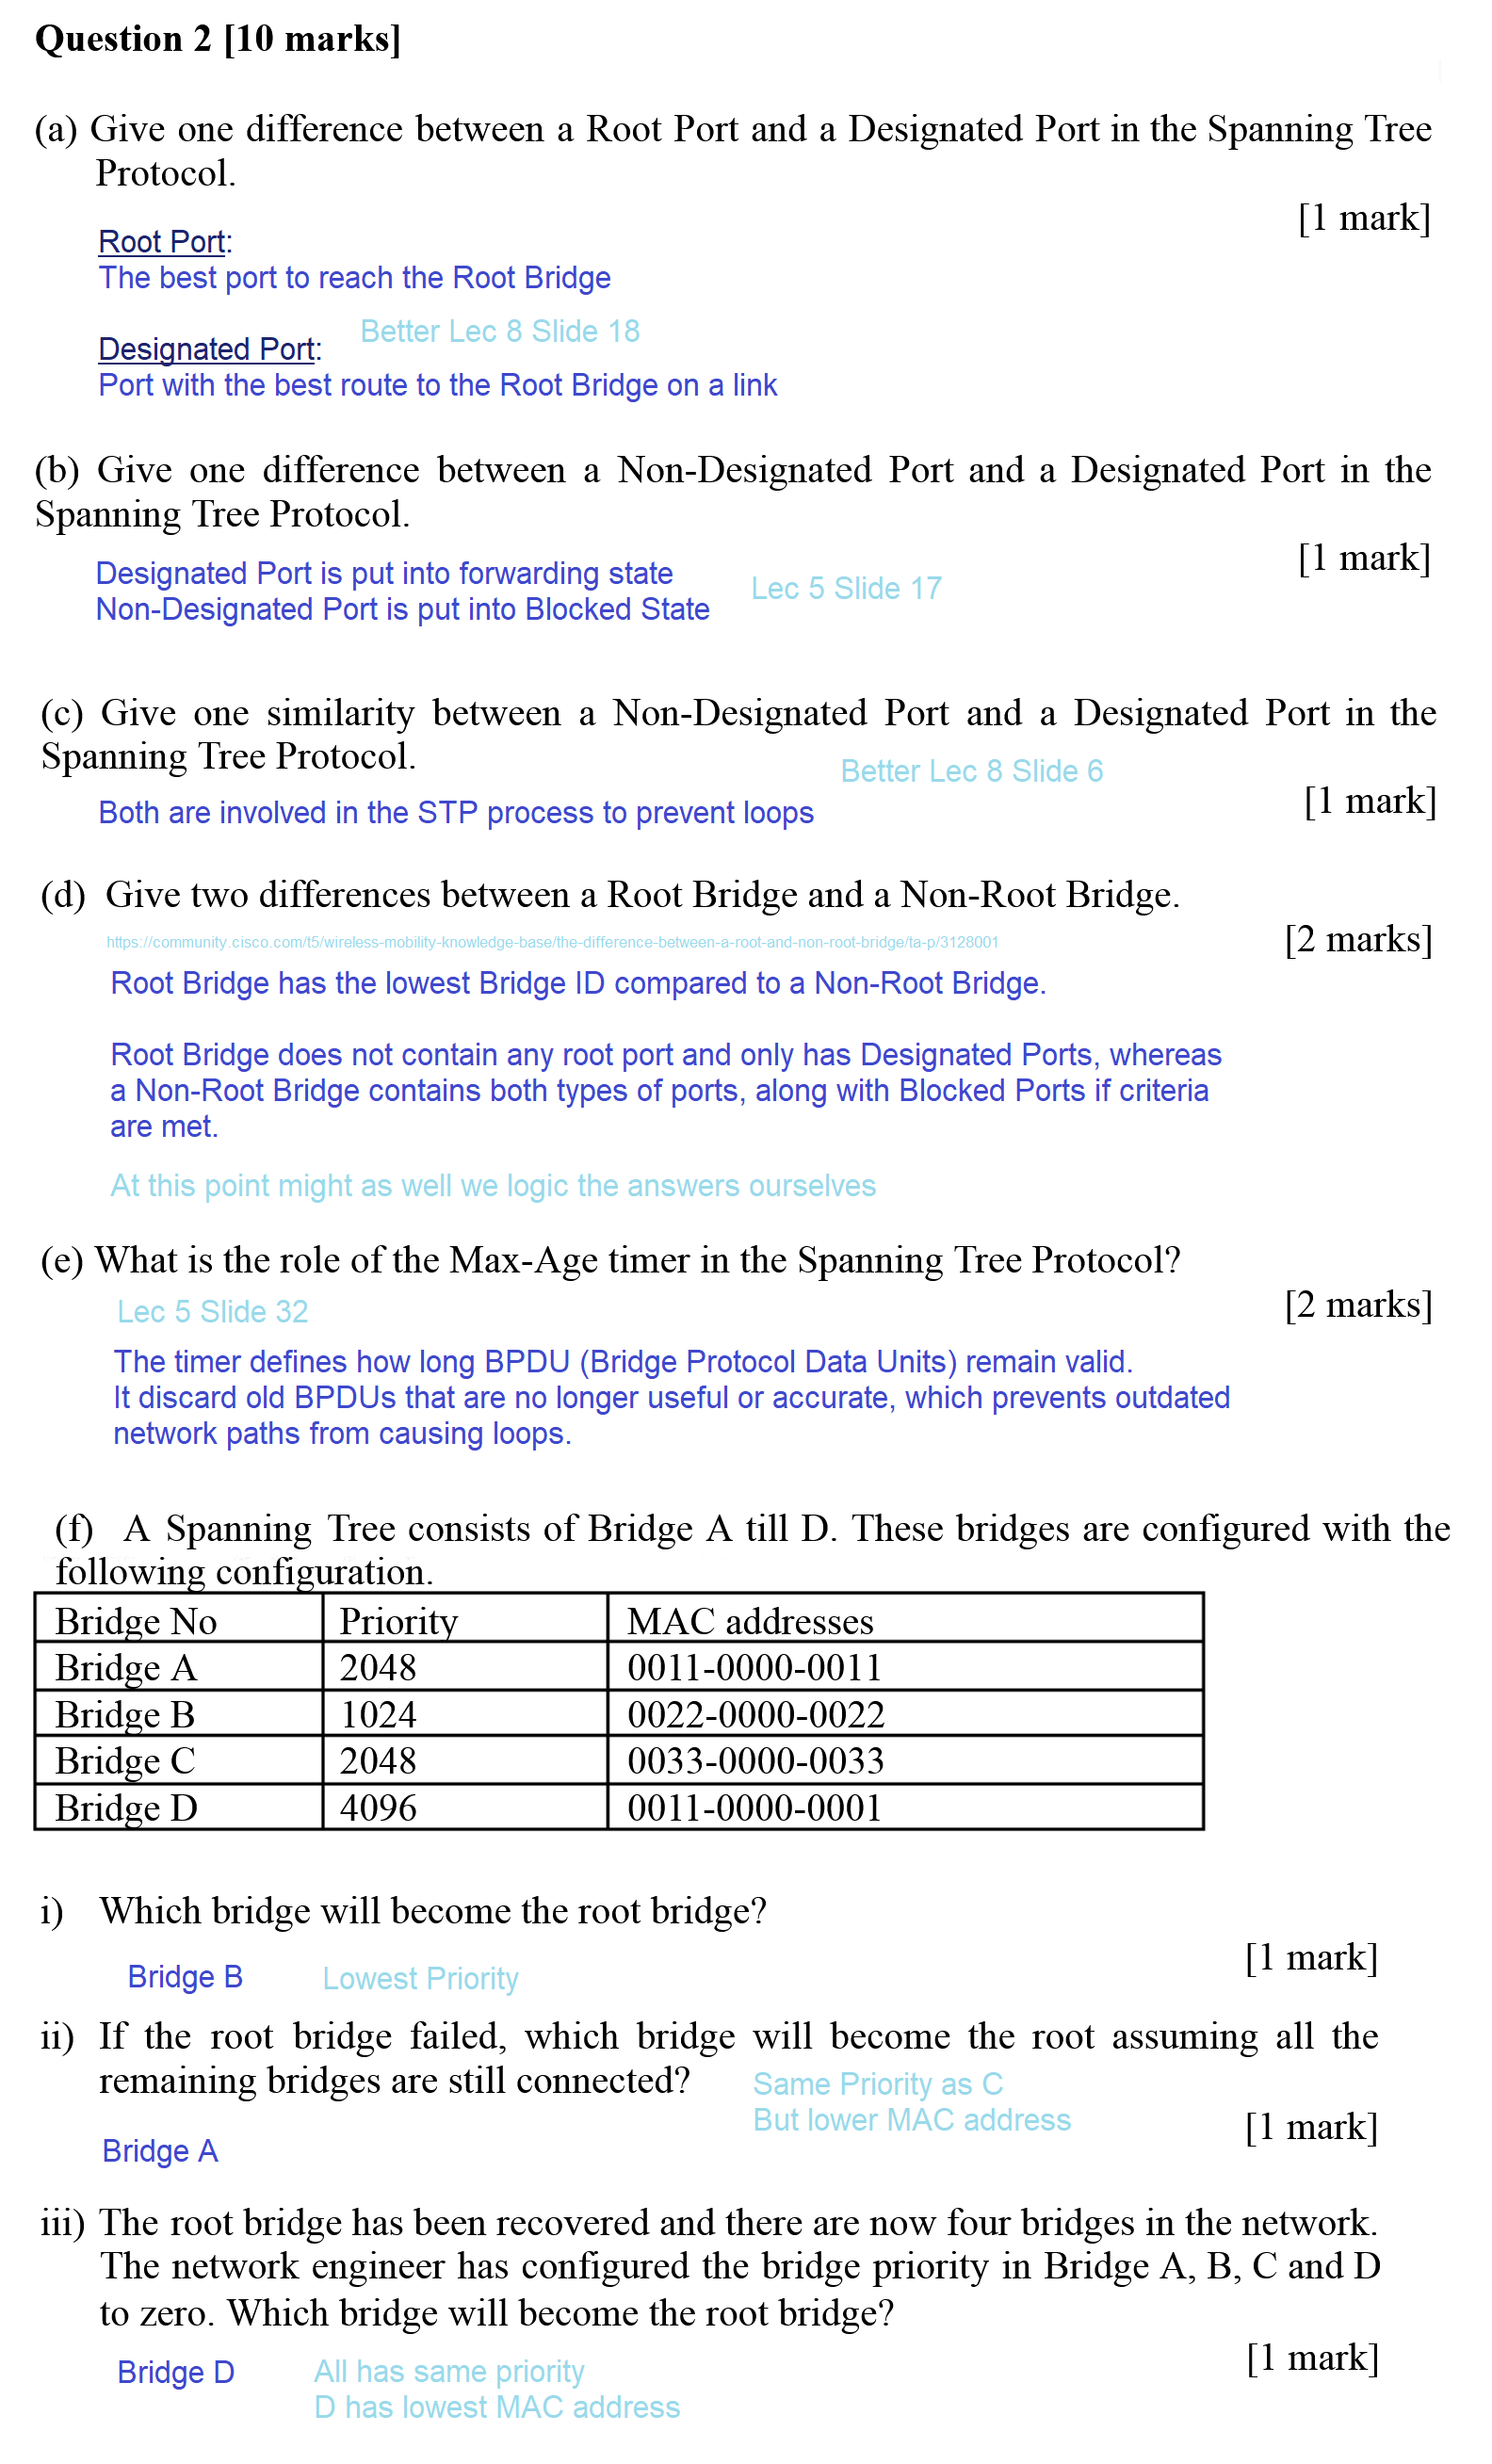 Question 2 [10 marks]
(a) Give one difference between a Root Port and a Designated Port in the Spanning Tree
Protocol.
[1 mark]
Root Port:
The best port to reach the Root Bridge
Better Lec 8 Slide 18
Designated Port:
Port with the best route to the Root Bridge on a link
(b) Give one difference between a Non-Designated Port and a Designated Port in the
Spanning Tree Protocol.
[1 mark]
Designated Port is put into forwarding state
Lec 5 Slide 17
Non-Designated Port is put into Blocked State
(c) Give one similarity between a Non-Designated Port and a Designated Port in the
Spanning Tree Protocol.
Better Lec 8 Slide 6
[1 mark]
Both are involved in the STP process to prevent loops
(d) Give two differences between a Root Bridge and a Non-Root Bridge.
[2 marks]
https://community.cisco.com/t5/wireless-mobility-knowledge-base/the-difference-between-a-root-and-non-root-bridge/ta-p/3128001
Root Bridge has the lowest Bridge ID compared to a Non-Root Bridge.
Root Bridge does not contain any root port and only has Designated Ports, whereas
a Non-Root Bridge contains both types of ports, along with Blocked Ports if criteria
are met.
At this point might as well we logic the answers ourselves
(e) What is the role of the Max-Age timer in the Spanning Tree Protocol?
[2 marks]
Lec 5 Slide 32
The timer defines how long BPDU (Bridge Protocol Data Units) remain valid.
It discard old BPDUs that are no longer useful or accurate, which prevents outdated
network paths from causing loops.
(f) A Spanning Tree consists of Bridge A till D. These bridges are configured with the
following configuration.
Bridge No Priority MAC addresses
Bridge A 2048 0011-0000-0011
Bridge B 1024 0022-0000-0022
Bridge C 2048 0033-0000-0033
Bridge D 4096 0011-0000-0001
i) Which bridge will become the root bridge?
[1 mark]
Bridge B Lowest Priority
ii) If the root bridge failed, which bridge will become the root assuming all the
remaining bridges are still connected?
Same Priority as C
But lower MAC address
[1 mark]
Bridge A
iii) The root bridge has been recovered and there are now four bridges in the network.
The network engineer has configured the bridge priority in Bridge A, B, C and D
to zero. Which bridge will become the root bridge?
[1 mark]
Bridge D All has same priority
D has lowest MAC address